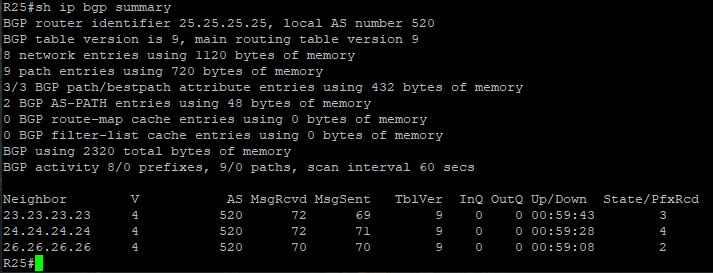 R25#sh ip bgp summary
BGP router identifier 25.25.25.25, local AS number 520
BGP table version is 9, main routing table version 9
8 network entries using 1120 bytes of memory
9 path entries using 720 bytes of memory
3/3 BGP path/bestpath attribute entries using 432 bytes of memory
2 BGP AS-PATH entries using 48 bytes of memory
0 BGP route-map cache entries using 0 bytes of memory
0 BGP filter-list cache entries using 0 bytes of memory
BGP using 2320 total bytes of memory
BGP activity 8/0 prefixes, 9/0 paths, scan interval 60 secs
Neighbor V AS MsgRcvd MsgSent TblVer InQ OutQ Up/Down State/PfxRcd
23.23.23.23 4 520 72 69 9 0 0 00:59:43 3
24.24.24.24 4 520 72 71 9 0 0 00:59:28 4
26.26.26.26 4 520 70 70 9 0 0 00:59:08 2
R25#